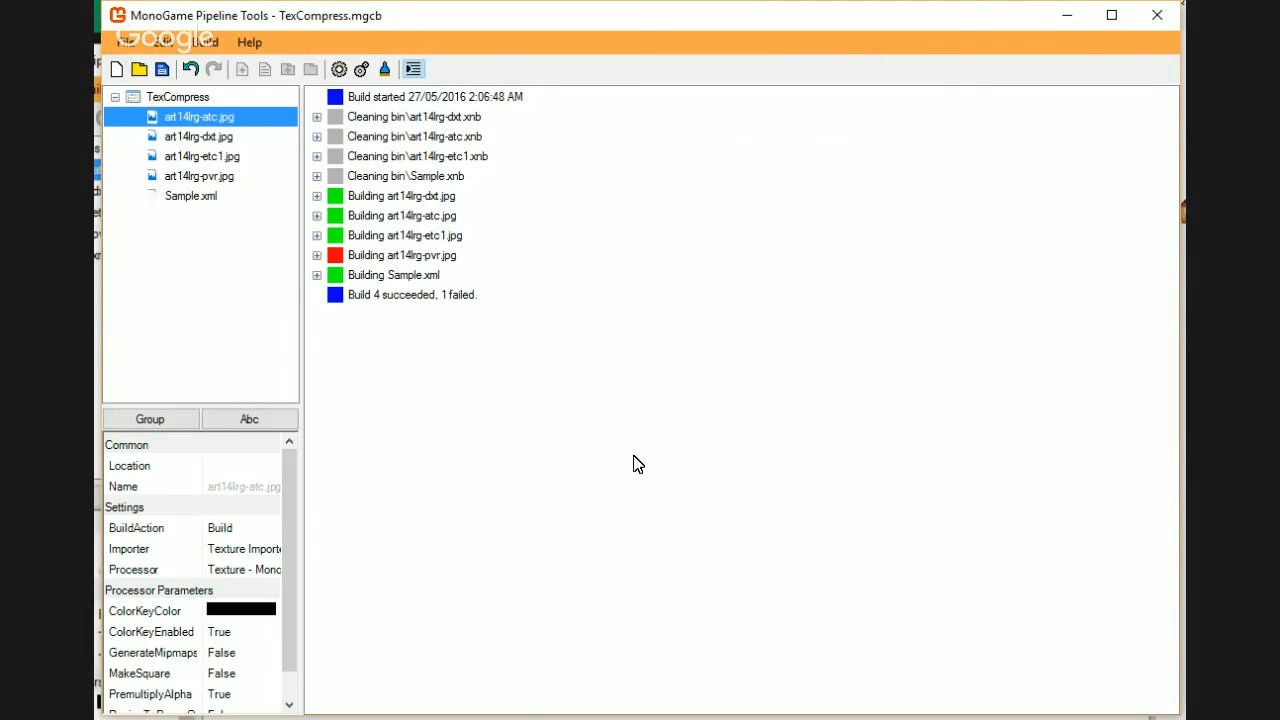 MonoGame Pipeline Tools - TexCompress.mgcb
Google
Help
TexCompress
art14lrg-atc.jpg
art14lrg-dxt.jpg
art14lrg-etc1.jpg
art14lrg-pvr.jpg
Sample.xml
Build started 27/05/2016 2:06:48 AM
Cleaning bin\art14lrg-dxt.xnb
Cleaning bin\art14lrg-atc.xnb
Cleaning bin\art14lrg-etc1.xnb
Cleaning bin\Sample.xnb
Building art14lrg-dxt.jpg
Building art14lrg-atc.jpg
Building art14lrg-etc1.jpg
Building art14lrg-pvr.jpg
Building Sample.xml
Build 4 succeeded, 1 failed.
Group Abc
Common
Location
Name art14lrg-atc.jpg
Settings
BuildAction Build
Importer Texture Importe
Processor Texture - Mono
Processor Parameters
ColorKeyColor
ColorKeyEnabled True
GenerateMipmaps False
MakeSquare False
PremultiplyAlpha True